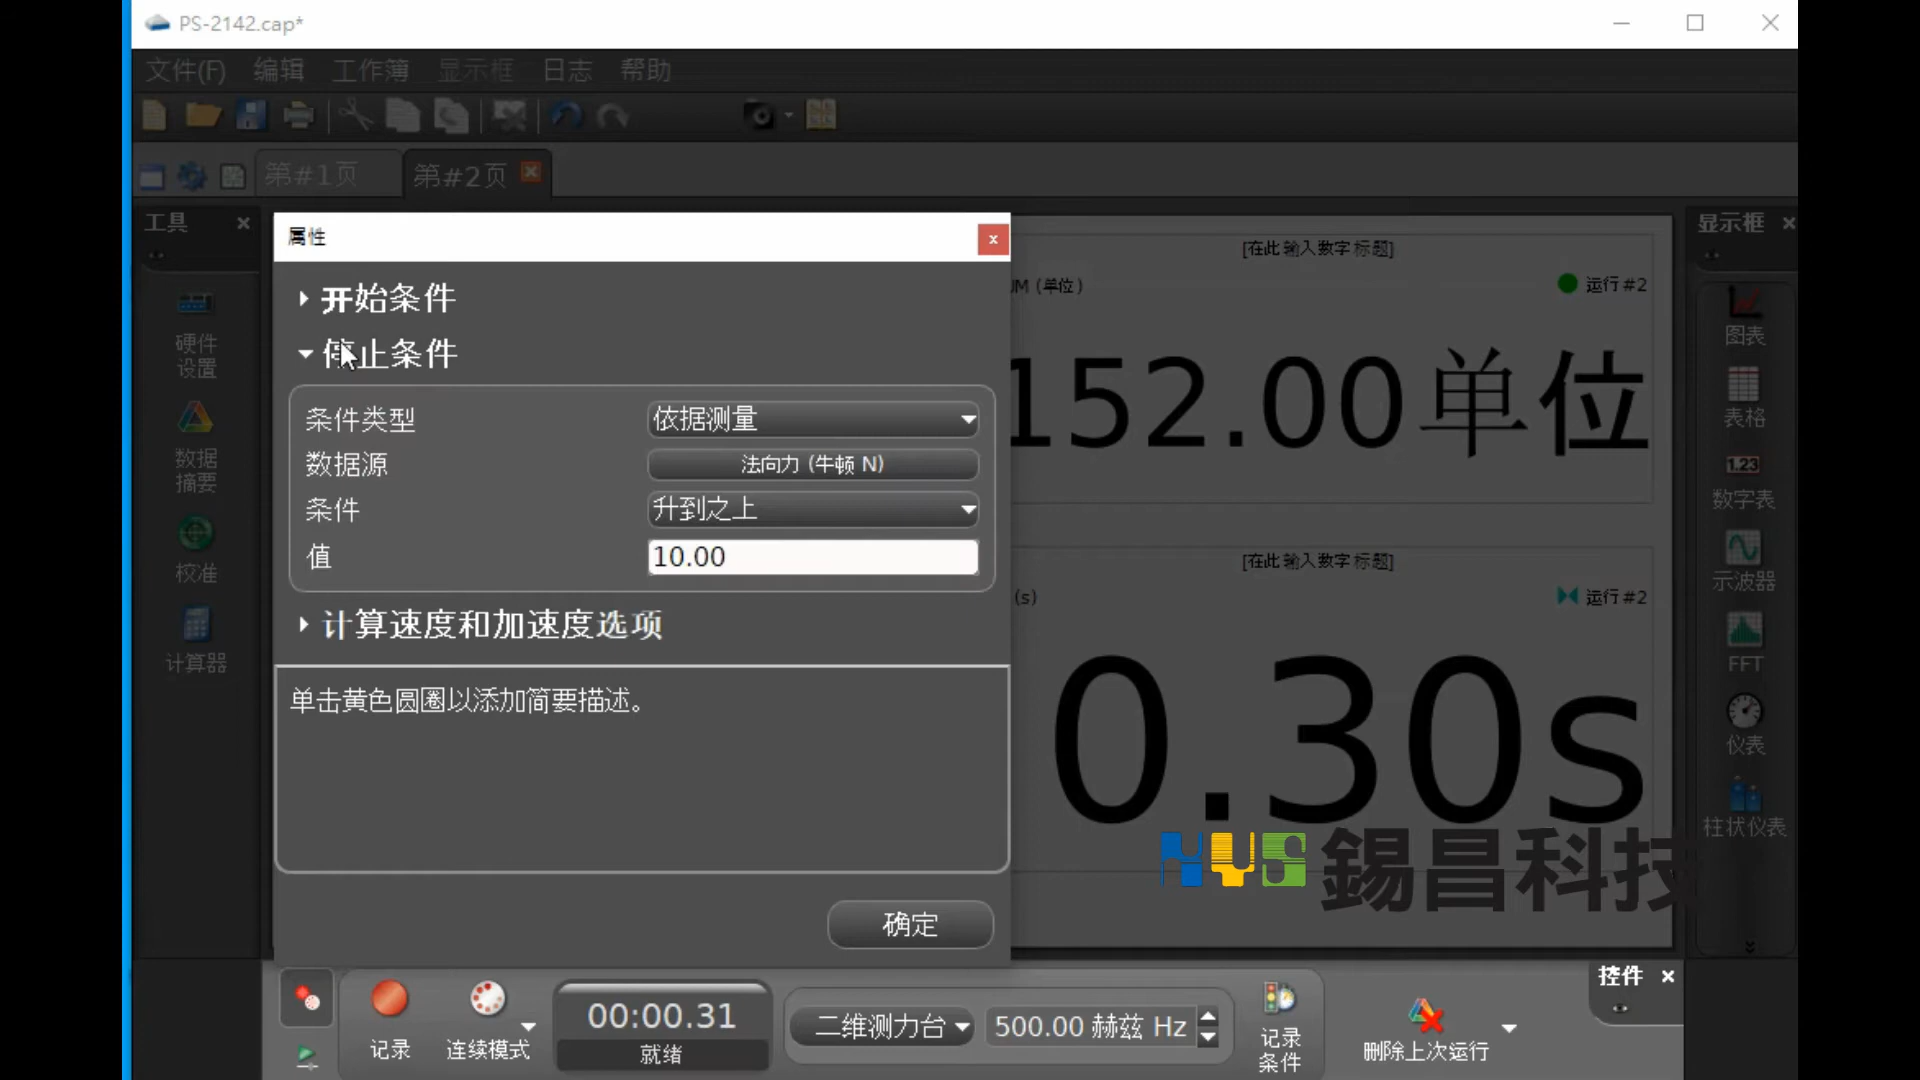 PS-2142.cap*
文件(F) 编辑 工作簿 显示框 日志 帮助
第#1页 第#2页
工具
硬件
设置
数据
摘要
校准
计算器
属性
开始条件
停止条件
条件类型 依据测量
数据源 法向力 (牛顿 N)
条件 升到之上
值 10.00
计算速度和加速度选项
单击黄色圆圈以添加简要描述。
确定
[在此输入数字标题]
(单位) 运行 #2
152.00单位
[在此输入数字标题]
(s) 运行 #2
0.30s
HYS 錫昌科技
显示框
图表
表格
1.23
数字表
示波器
FFT
仪表
柱状仪表
记录
连续模式
00:00.31
就绪
二维测力台
500.00 赫兹 Hz
记录
条件
删除上次运行
控件